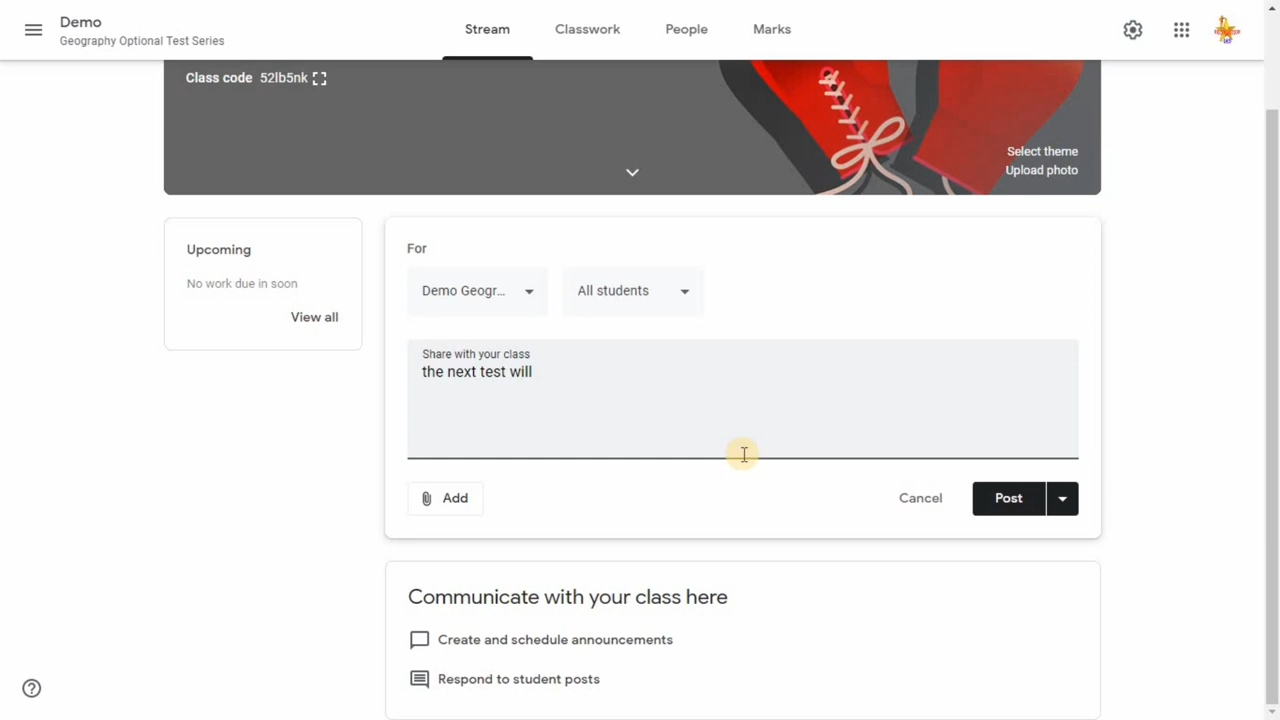 Demo
Geography Optional Test Series
Stream
Classwork
People
Marks
Class code 52lb5nk
Select theme
Upload photo
Upcoming
No work due in soon
View all
For
Demo Geogr...
All students
Share with your class
the next test will
Add
Cancel
Post
Communicate with your class here
Create and schedule announcements
Respond to student posts